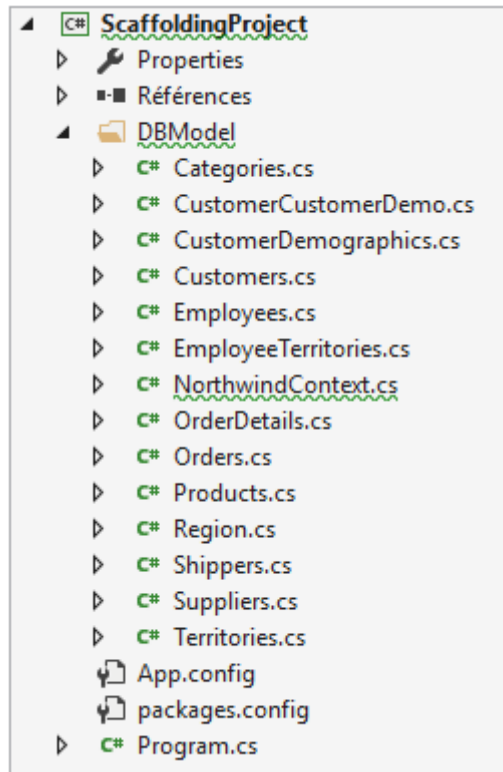 C# ScaffoldingProject
Properties
Références
DBModel
C# Categories.cs
C# CustomerCustomerDemo.cs
C# CustomerDemographics.cs
C# Customers.cs
C# Employees.cs
C# EmployeeTerritories.cs
C# NorthwindContext.cs
C# OrderDetails.cs
C# Orders.cs
C# Products.cs
C# Region.cs
C# Shippers.cs
C# Suppliers.cs
C# Territories.cs
App.config
packages.config
C# Program.cs